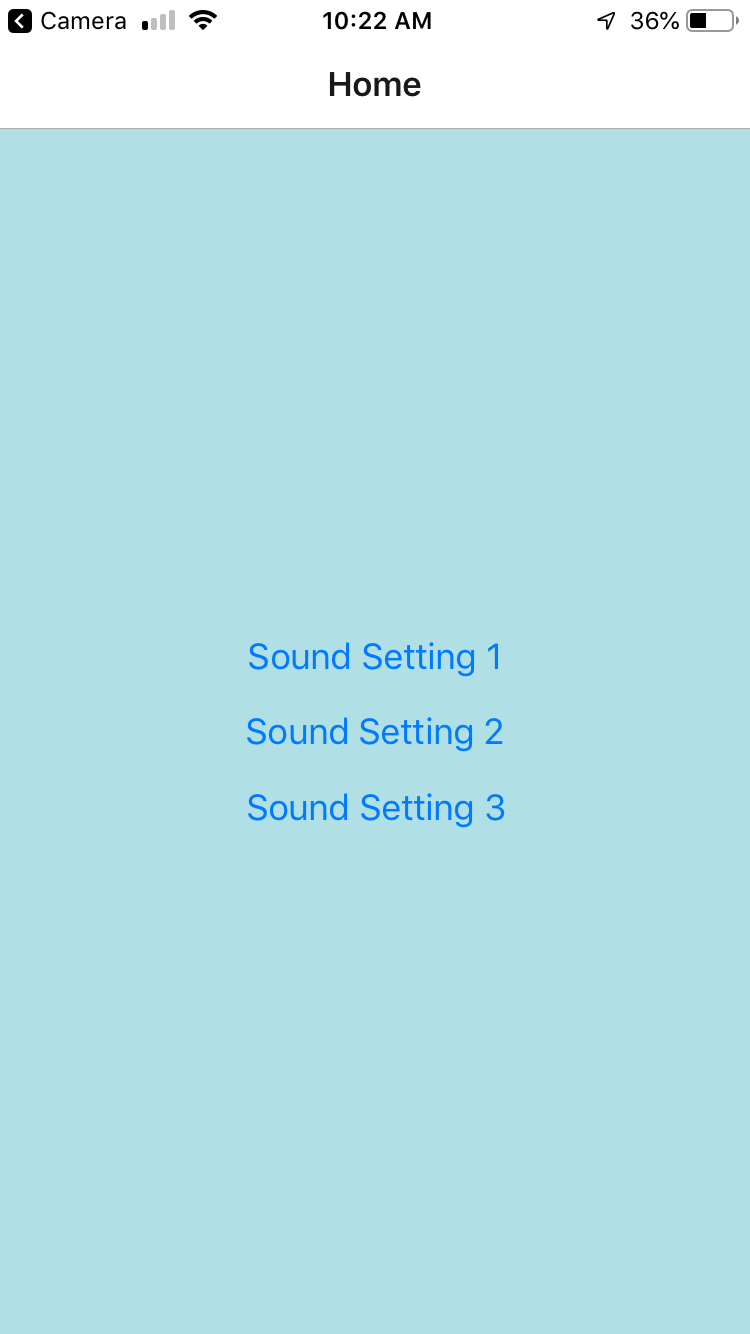 Camera 10:22 AM 36%
Home
Sound Setting 1
Sound Setting 2
Sound Setting 3